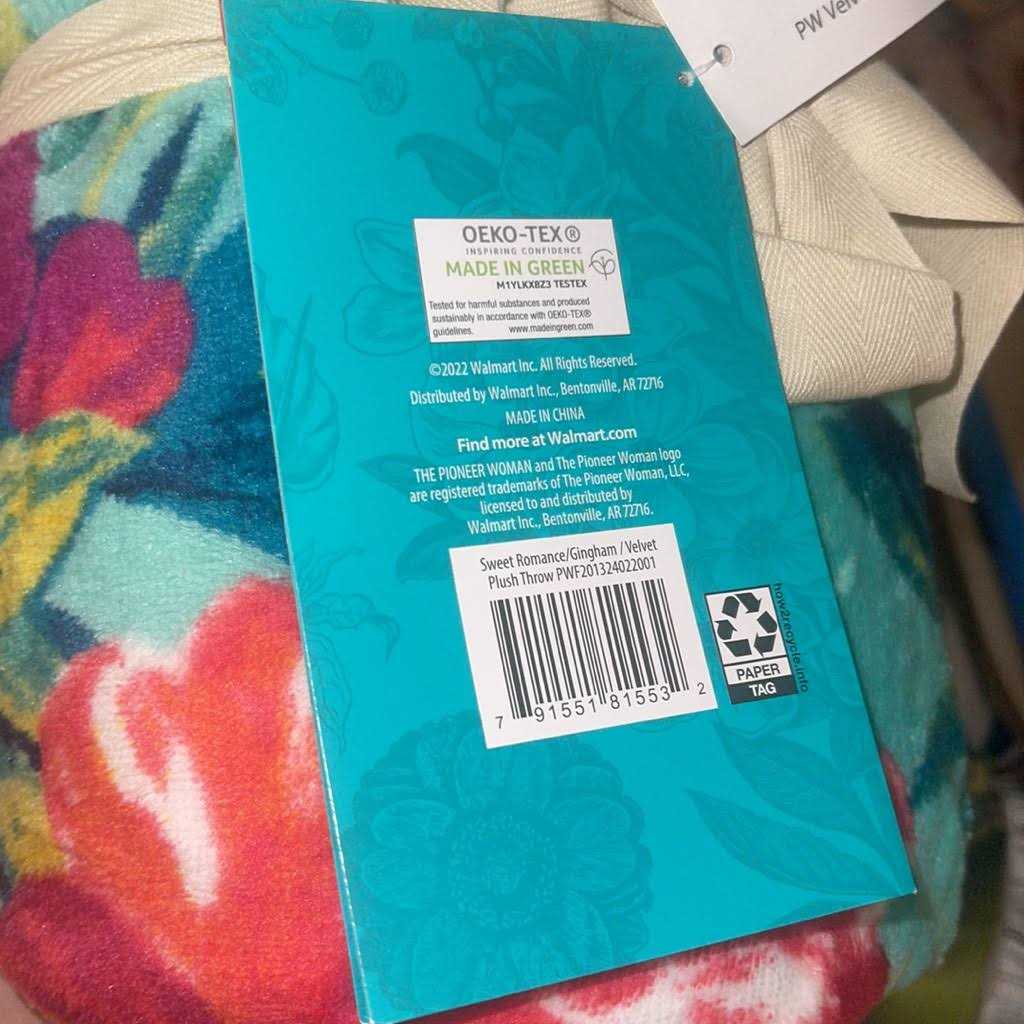 PW Velv
OEKO-TEX®
INSPIRING CONFIDENCE
MADE IN GREEN
M1YLKX8Z3 TESTEX
Tested for harmful substances and produced
sustainably in accordance with OEKO-TEX®
guidelines. www.madeingreen.com
©2022 Walmart Inc. All Rights Reserved.
Distributed by Walmart Inc., Bentonville, AR 72716
MADE IN CHINA
Find more at Walmart.com
THE PIONEER WOMAN and The Pioneer Woman logo
are registered trademarks of The Pioneer Woman, LLC,
licensed to and distributed by
Walmart Inc., Bentonville, AR 72716.
Sweet Romance/Gingham /Velvet
Plush Throw PWF201324022001
7 91551 81553 2
how2recycle.info
PAPER
TAG